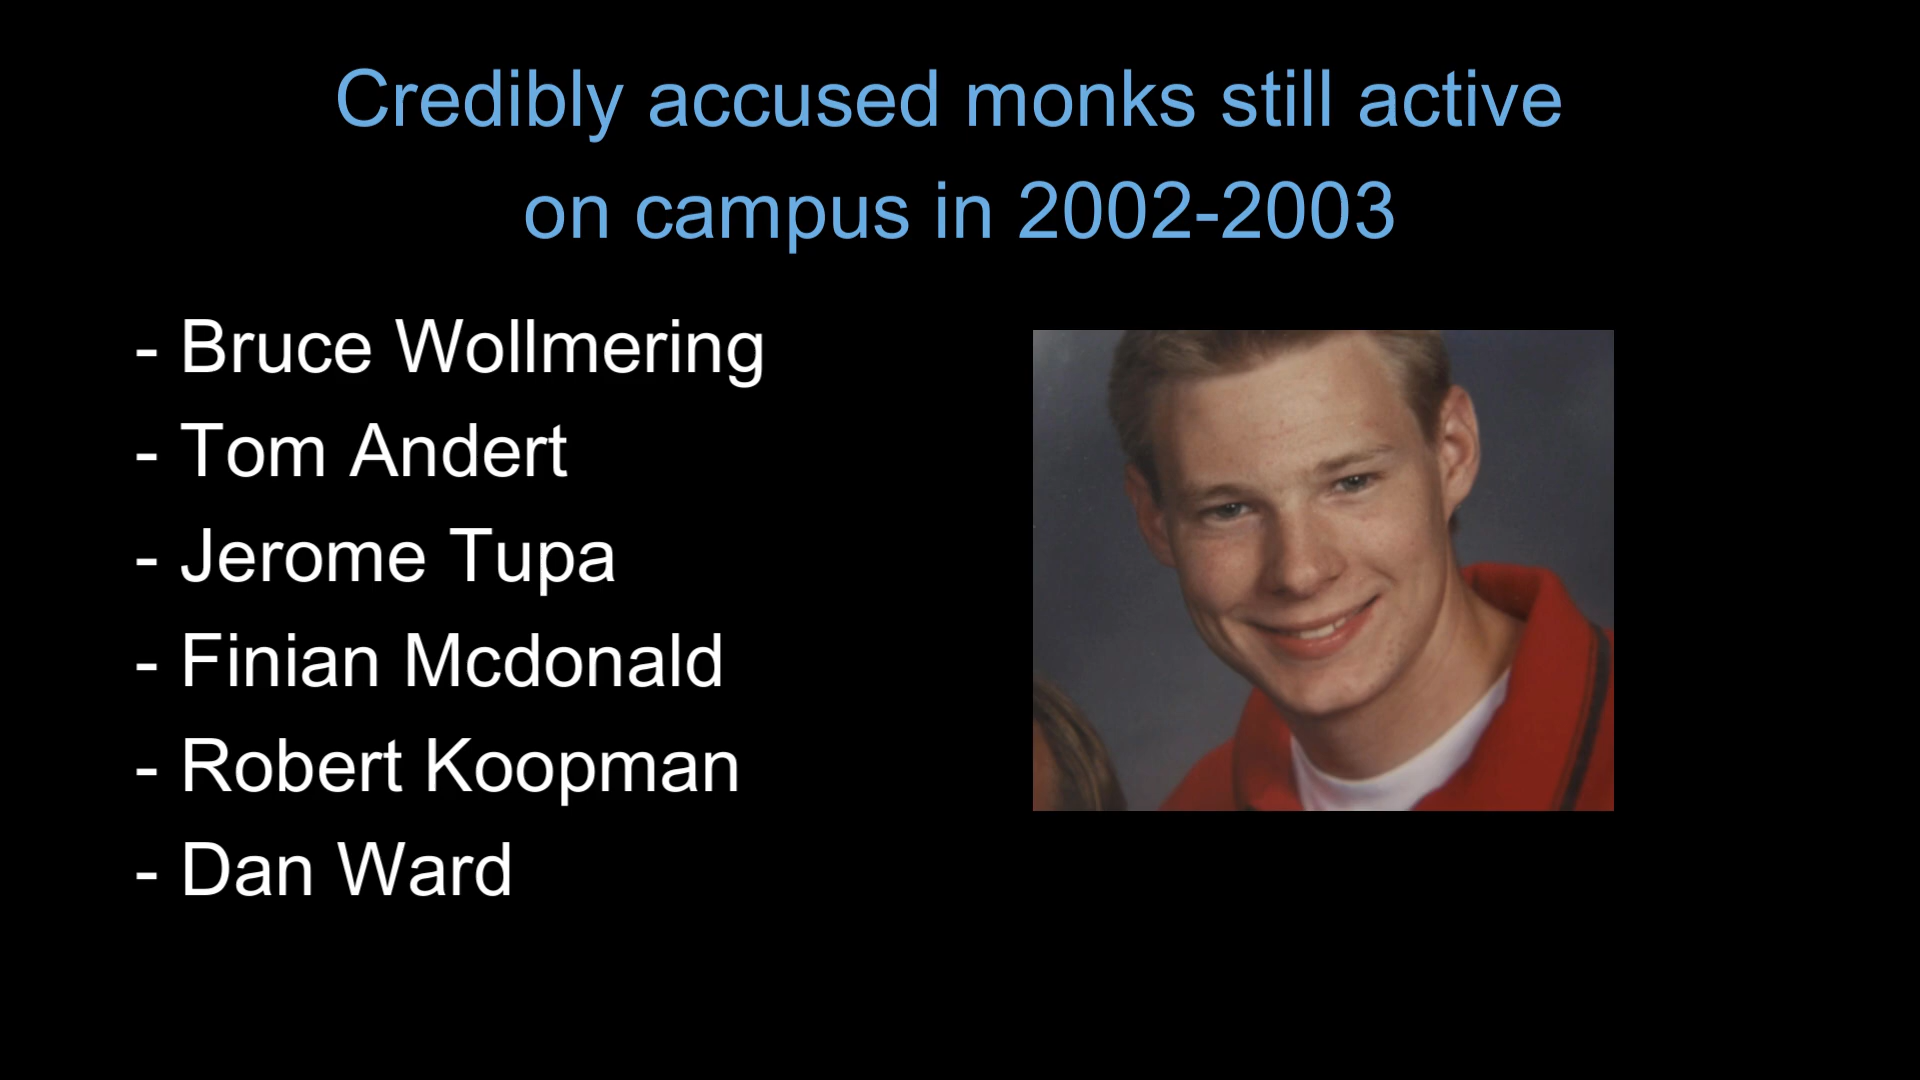 Credibly accused monks still active
on campus in 2002-2003
- Bruce Wollmering
- Tom Andert
- Jerome Tupa
- Finian Mcdonald
- Robert Koopman
- Dan Ward